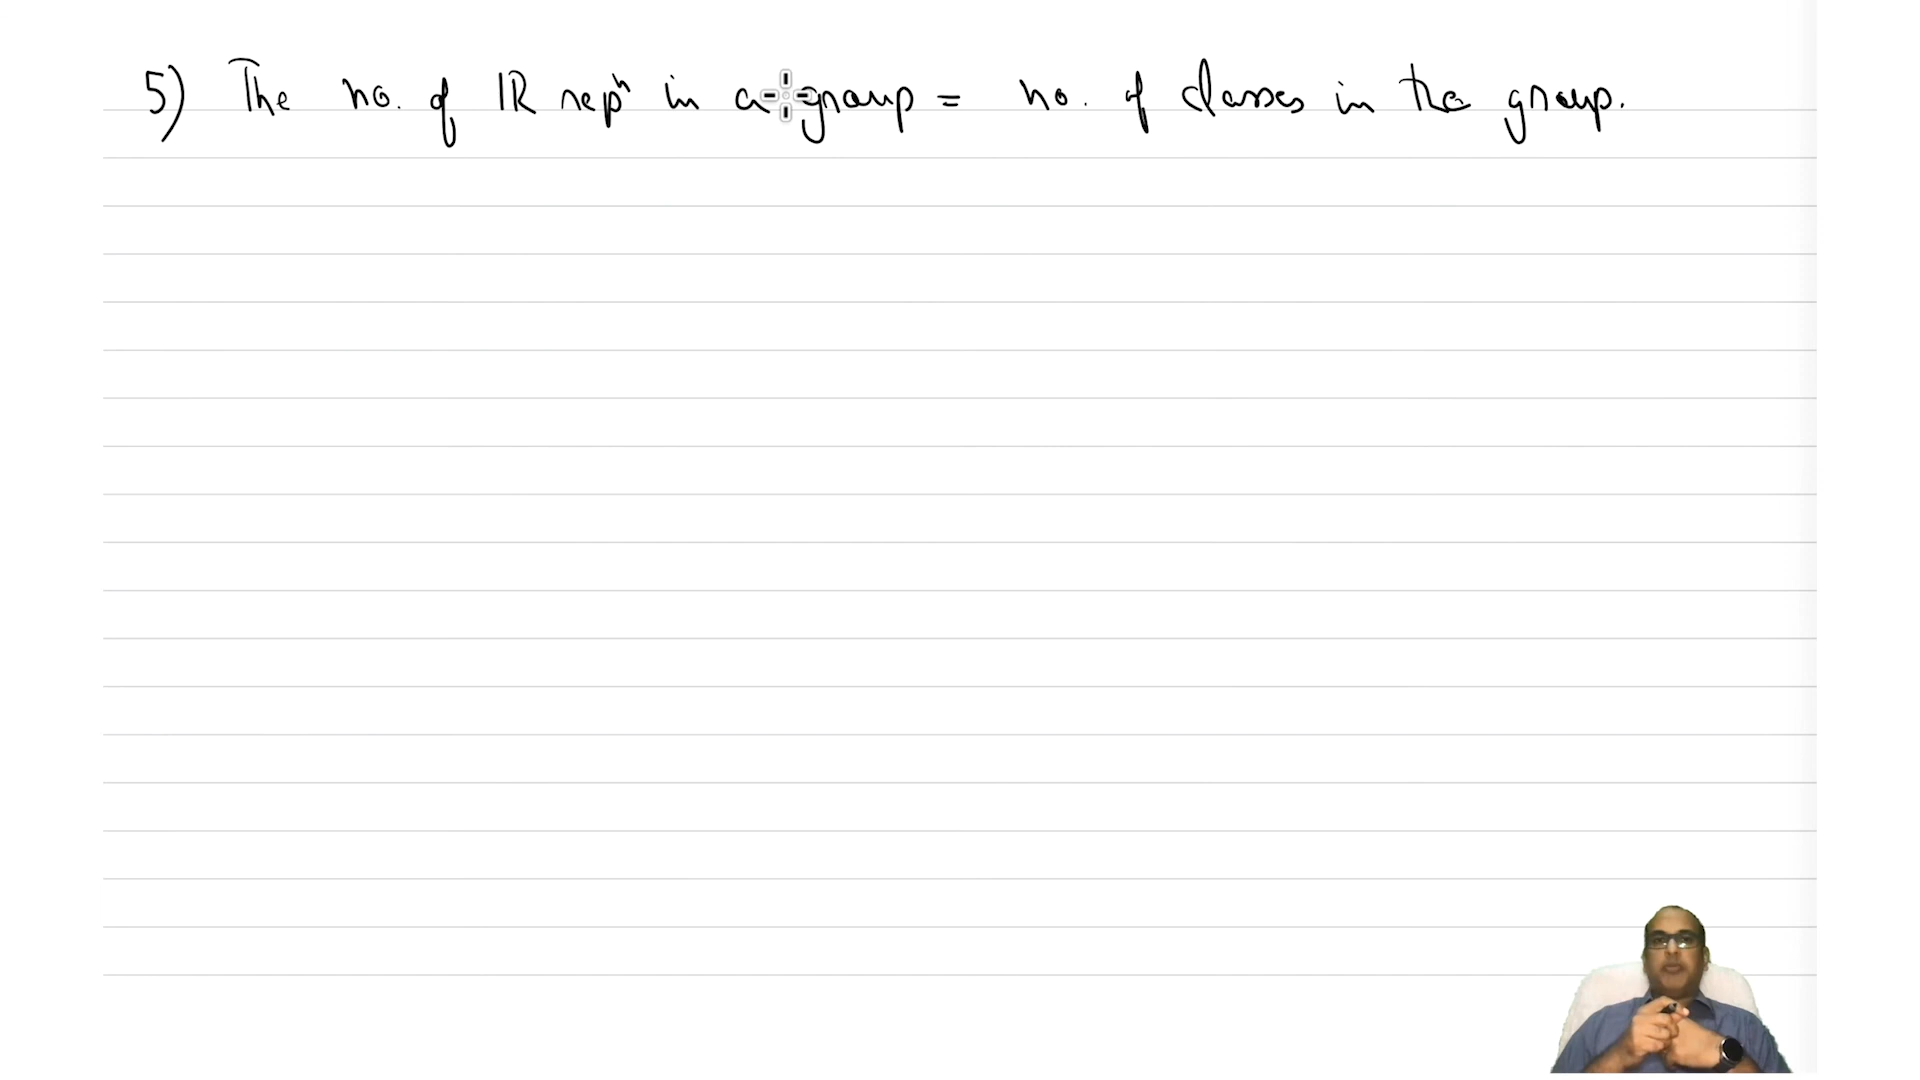 5) The no. of IR repⁿ in a group = no. of classes in the group.